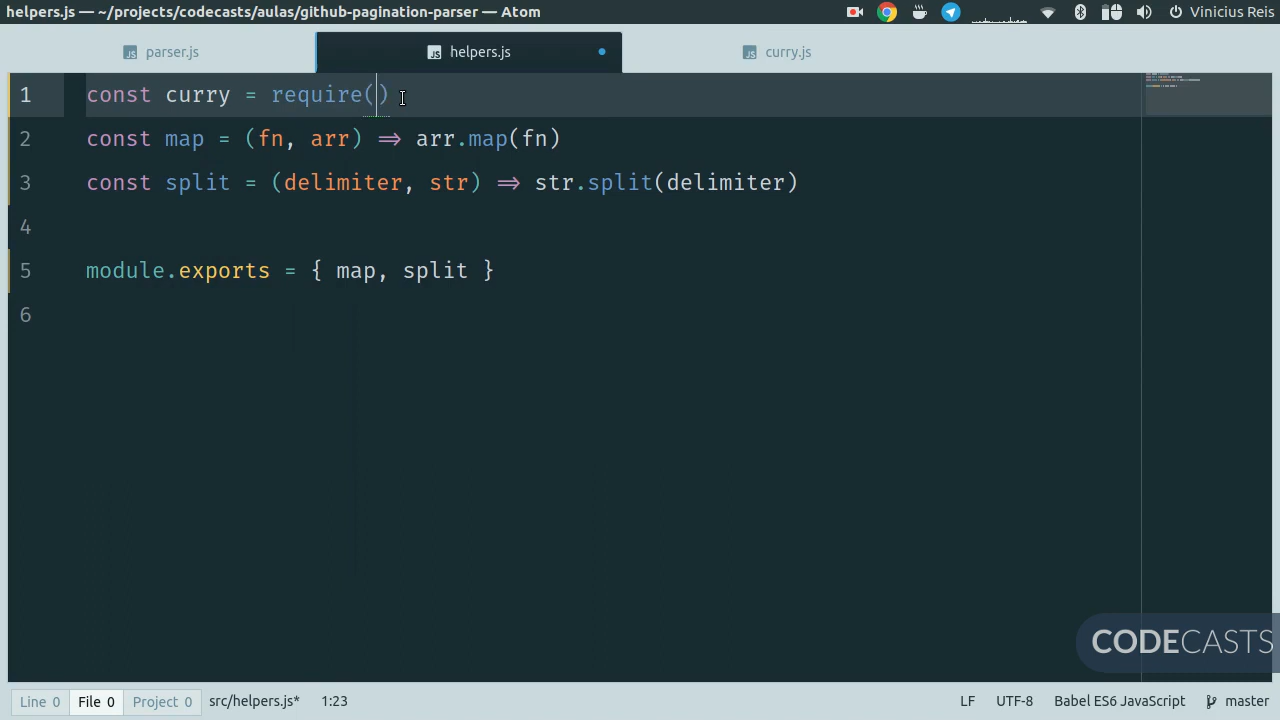 helpers.js — ~/projects/codecasts/aulas/github-pagination-parser — Atom
Vinicius Reis
parser.js
helpers.js
curry.js
1 const curry = require()
2 const map = (fn, arr) => arr.map(fn)
3 const split = (delimiter, str) => str.split(delimiter)
4
5 module.exports = { map, split }
6
CODECASTS
Line 0 File 0 Project 0 src/helpers.js* 1:23 LF UTF-8 Babel ES6 JavaScript master